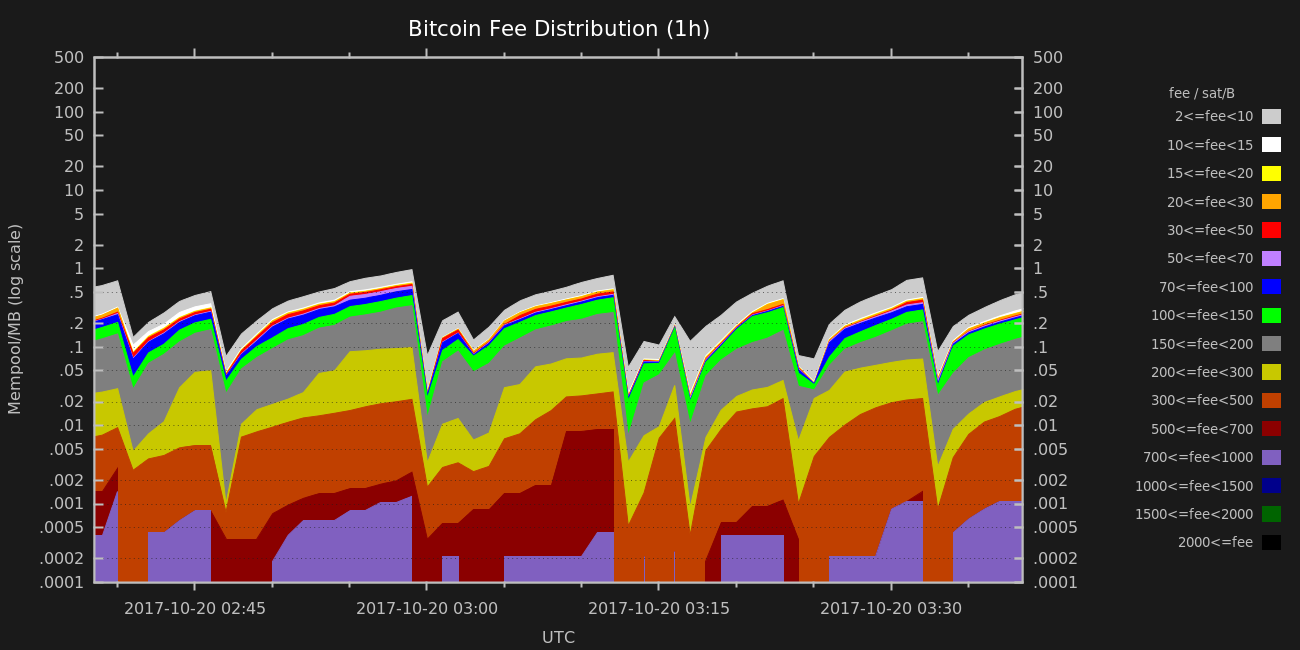 Bitcoin Fee Distribution (1h)
500 500
200 200
100 100
50 50
20 20
10 10
5 5
2 2
1 1
.5 .5
.2 .2
.1 .1
.05 .05
.02 .02
.01 .01
.005 .005
.002 .002
.001 .001
.0005 .0005
.0002 .0002
.0001 .0001
Mempool/MB (log scale)
2017-10-20 02:45 2017-10-20 03:00 2017-10-20 03:15 2017-10-20 03:30
UTC
fee / sat/B
2<=fee<10
10<=fee<15
15<=fee<20
20<=fee<30
30<=fee<50
50<=fee<70
70<=fee<100
100<=fee<150
150<=fee<200
200<=fee<300
300<=fee<500
500<=fee<700
700<=fee<1000
1000<=fee<1500
1500<=fee<2000
2000<=fee